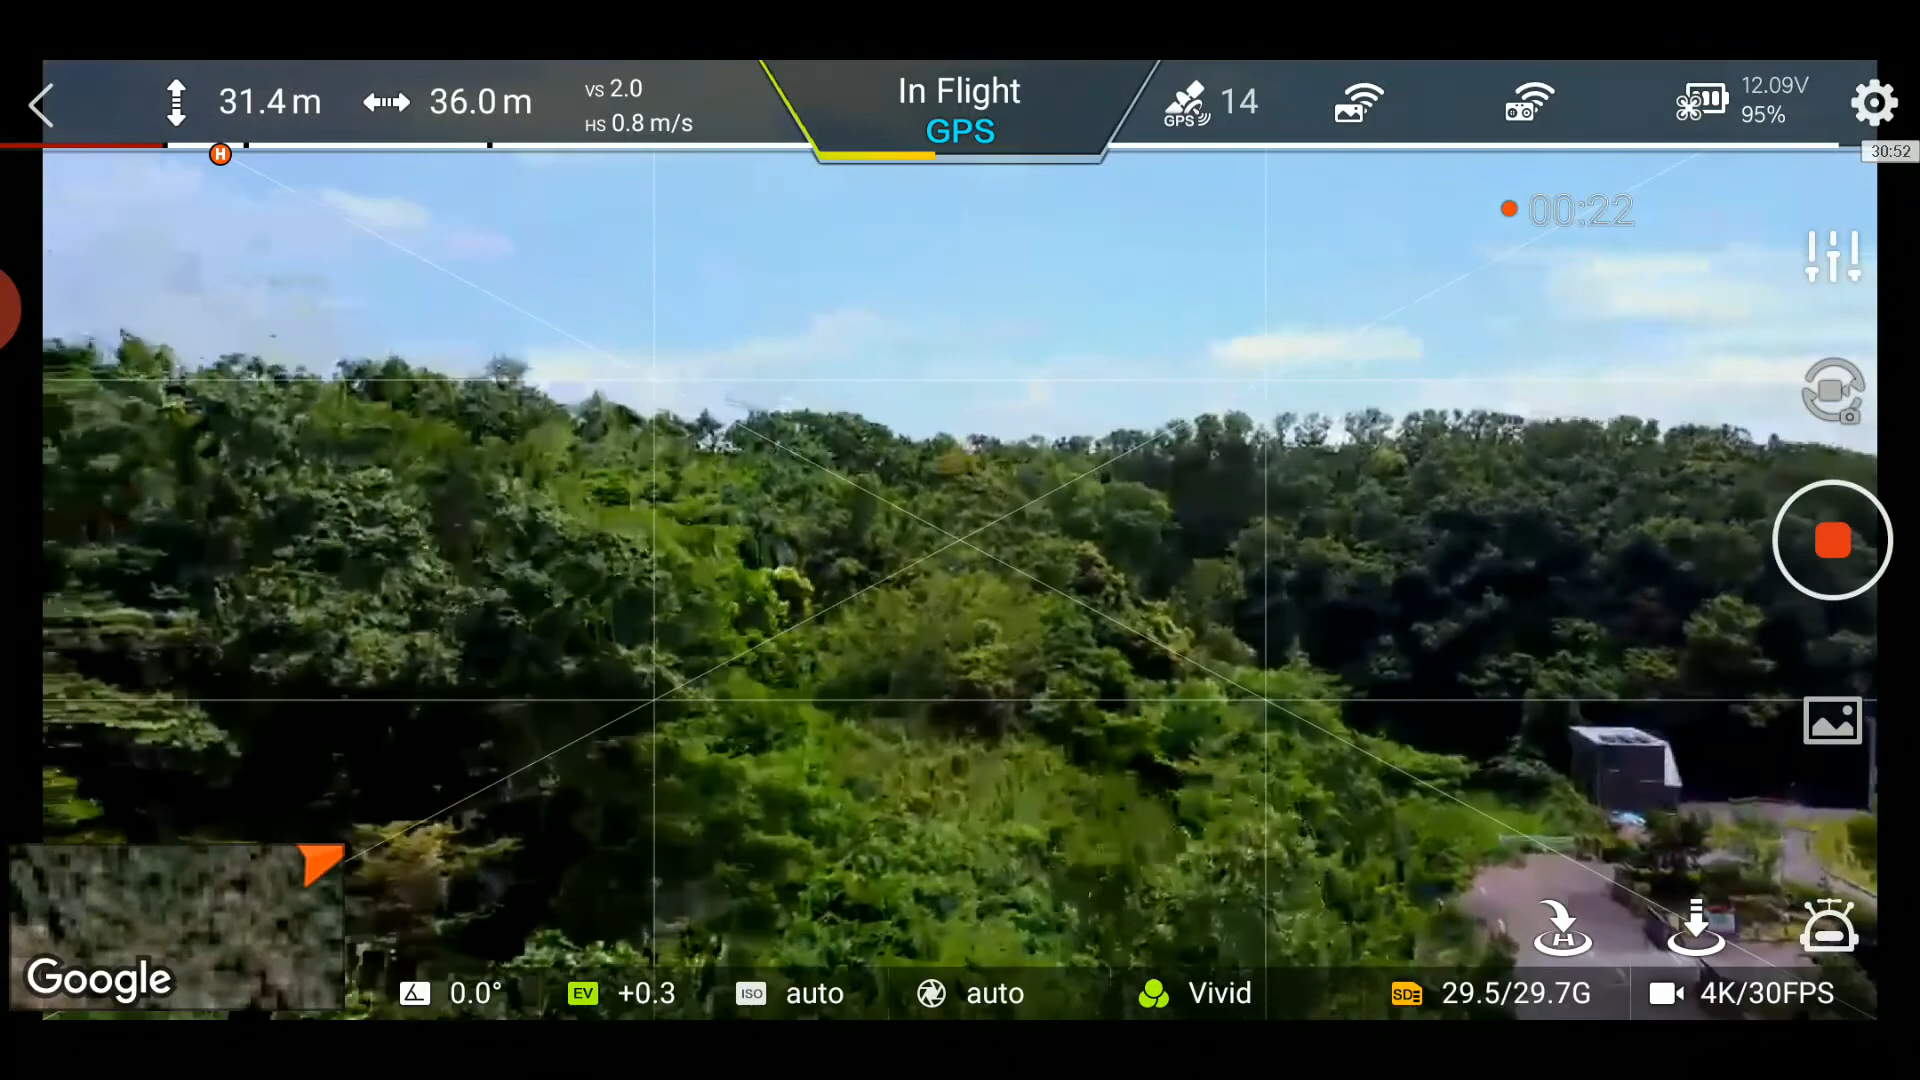 31.4 m
36.0 m
VS 2.0
HS 0.8 m/s
In Flight
GPS
GPS
14
12.09V
95%
H
30:52
00:22
H
Google
0.0°
EV +0.3
ISO auto
auto
Vivid
SD 29.5/29.7G
4K/30FPS